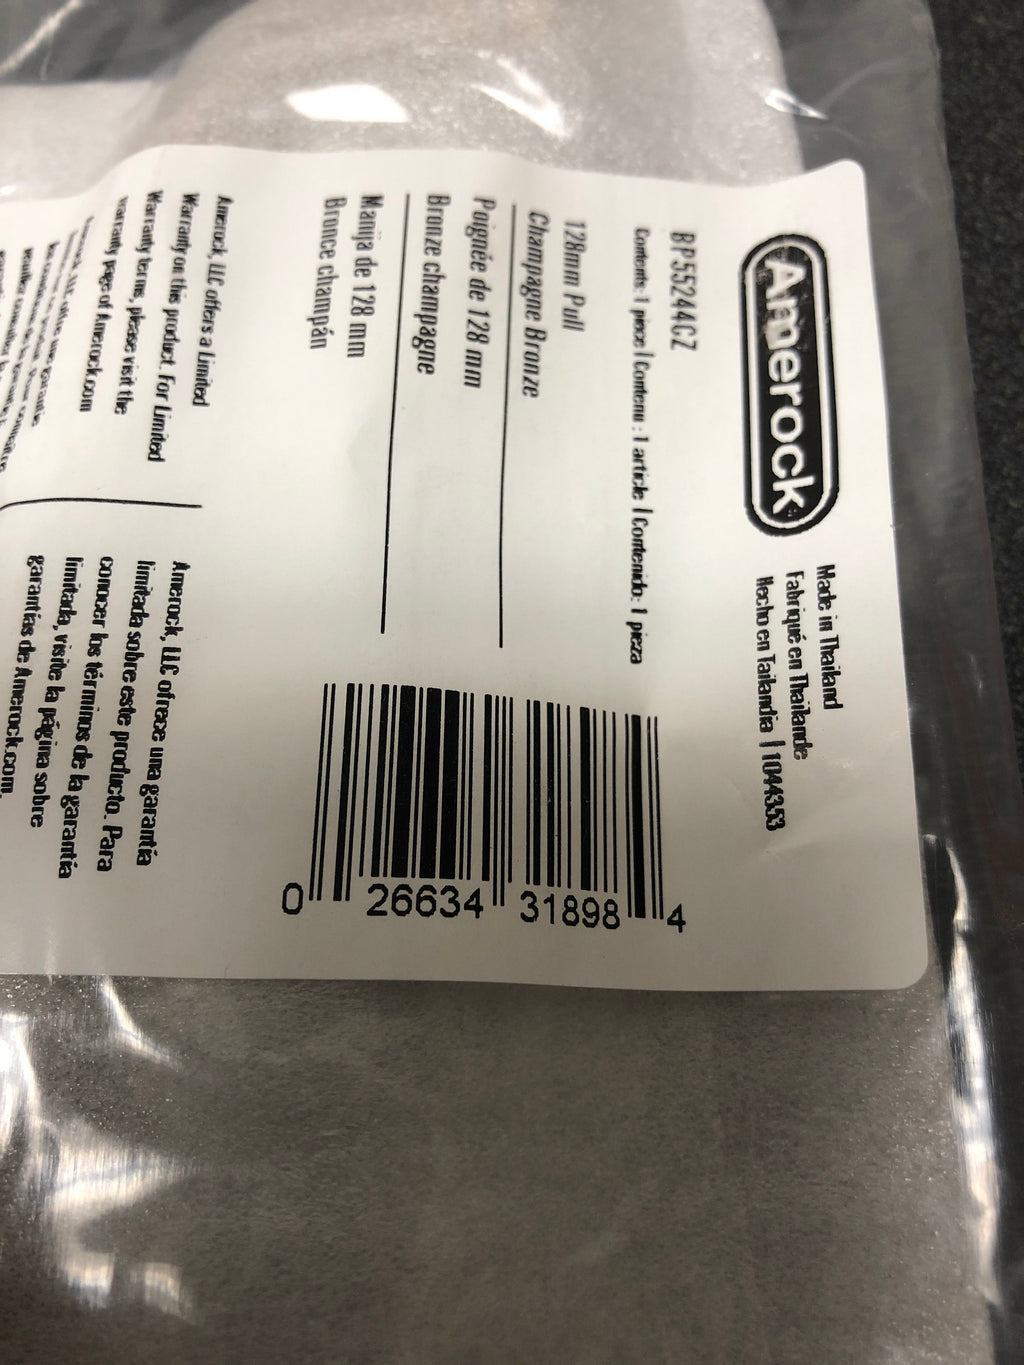 Amerock
Made in Thailand
Fabriqué en Thaïlande
Hecho en Tailandia | 1044353
BP55244CZ
Contents: 1 piece | Contenu : 1 article | Contenido: 1 pieza
128mm Pull
Champagne Bronze
Poignée de 128 mm
Bronze champagne
Manija de 128 mm
Bronce champán
0 26634 31898 4
Amerock, LLC offers a Limited
Warranty on this product. For Limited
Warranty terms, please visit the
warranty page of Amerock.com
Amerock, LLC ofrece una garantía
limitada sobre este producto. Para
conocer los términos de la garantía
limitada, visite la página sobre
garantías de Amerock.com.